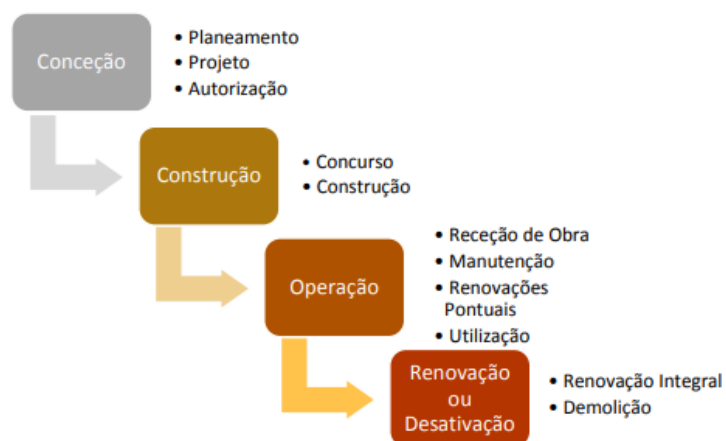 Conceção
• Planeamento
• Projeto
• Autorização
Construção
• Concurso
• Construção
Operação
• Receção de Obra
• Manutenção
• Renovações
Pontuais
• Utilização
Renovação
ou
Desativação
• Renovação Integral
• Demolição